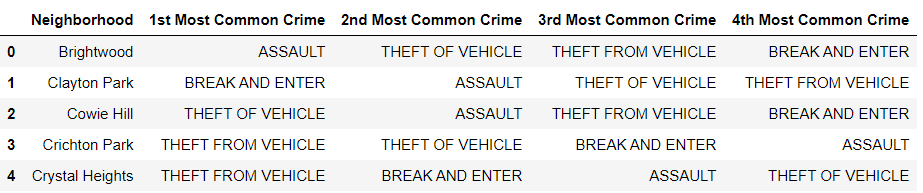 Neighborhood 1st Most Common Crime 2nd Most Common Crime 3rd Most Common Crime 4th Most Common Crime
0 Brightwood ASSAULT THEFT OF VEHICLE THEFT FROM VEHICLE BREAK AND ENTER
1 Clayton Park BREAK AND ENTER ASSAULT THEFT OF VEHICLE THEFT FROM VEHICLE
2 Cowie Hill THEFT OF VEHICLE ASSAULT THEFT FROM VEHICLE BREAK AND ENTER
3 Crichton Park THEFT FROM VEHICLE THEFT OF VEHICLE BREAK AND ENTER ASSAULT
4 Crystal Heights THEFT FROM VEHICLE BREAK AND ENTER ASSAULT THEFT OF VEHICLE